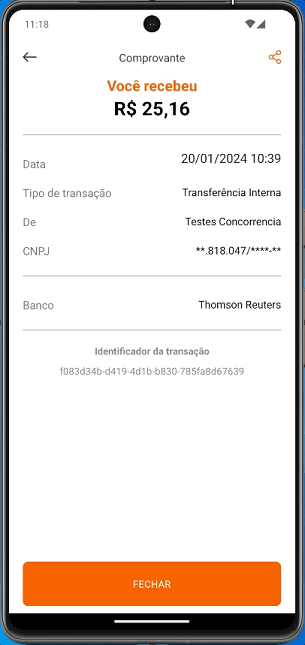 11:18
Comprovante
Você recebeu
R$ 25,16
Data 20/01/2024 10:39
Tipo de transação Transferência Interna
De Testes Concorrencia
CNPJ **.818.047/****-**
Banco Thomson Reuters
Identificador da transação
f083d34b-d419-4d1b-b830-785fa8d67639
FECHAR